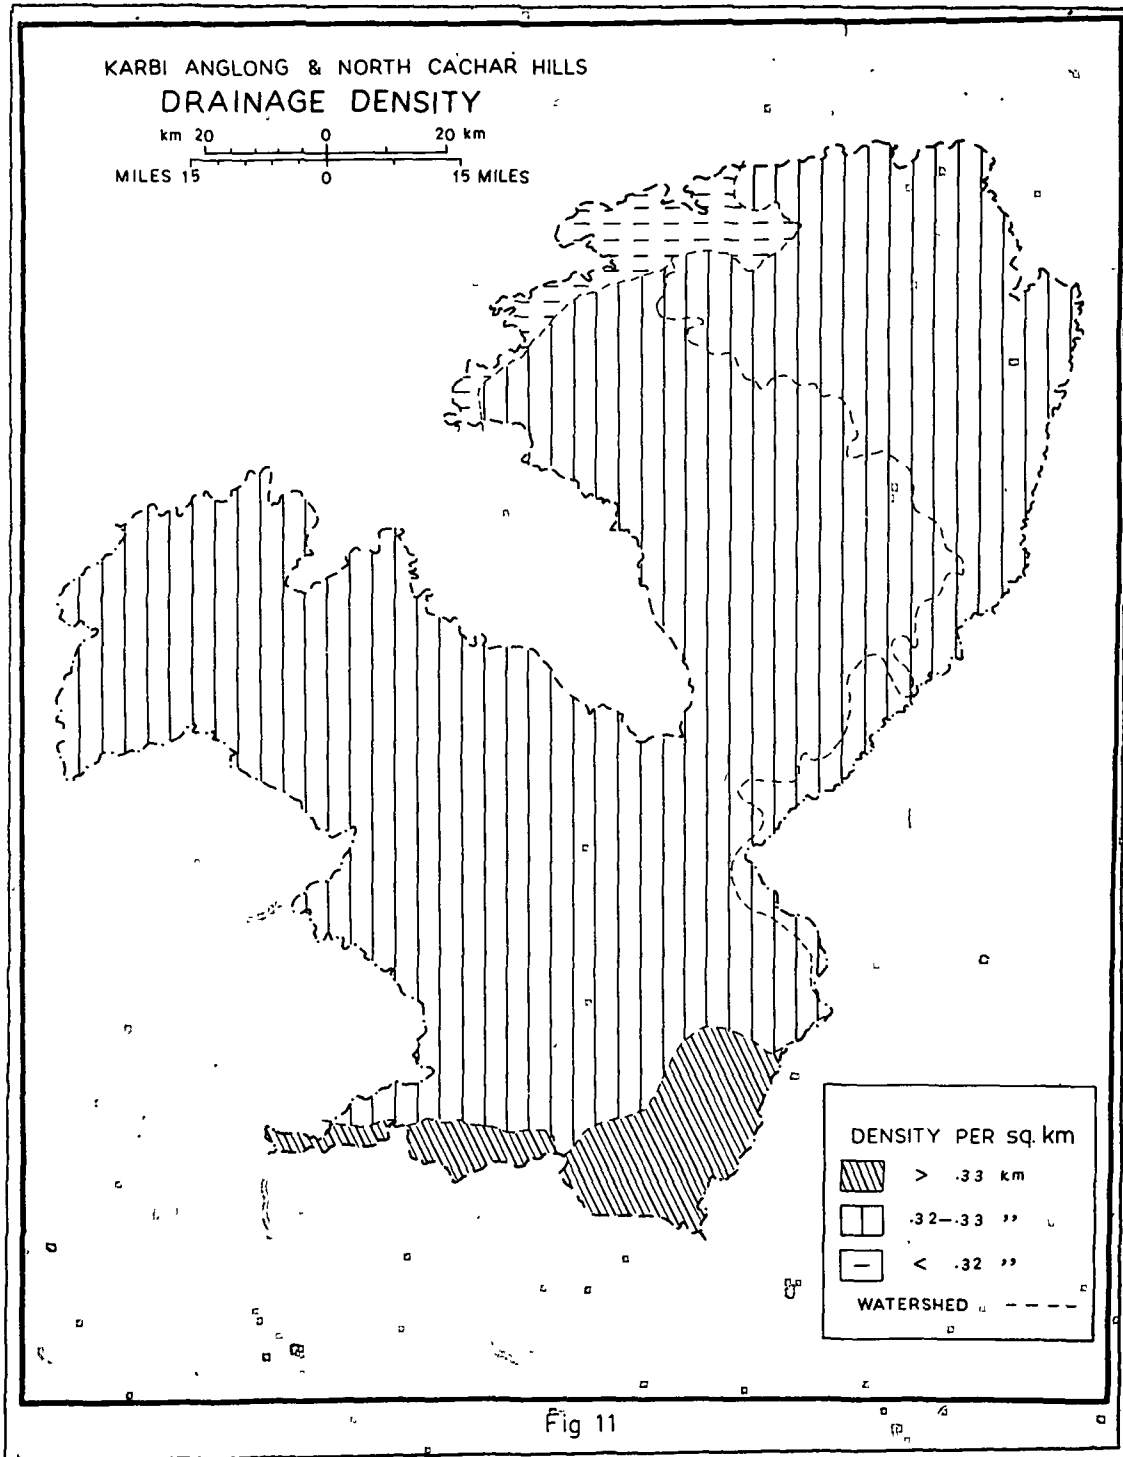 KARBI ANGLONG & NORTH CACHAR HILLS
DRAINAGE DENSITY
km 20 0 20 km
MILES 15 0 15 MILES
DENSITY PER sq. km
> .33 km
.32–.33 ,,
< .32 ,,
WATERSHED
Fig 11